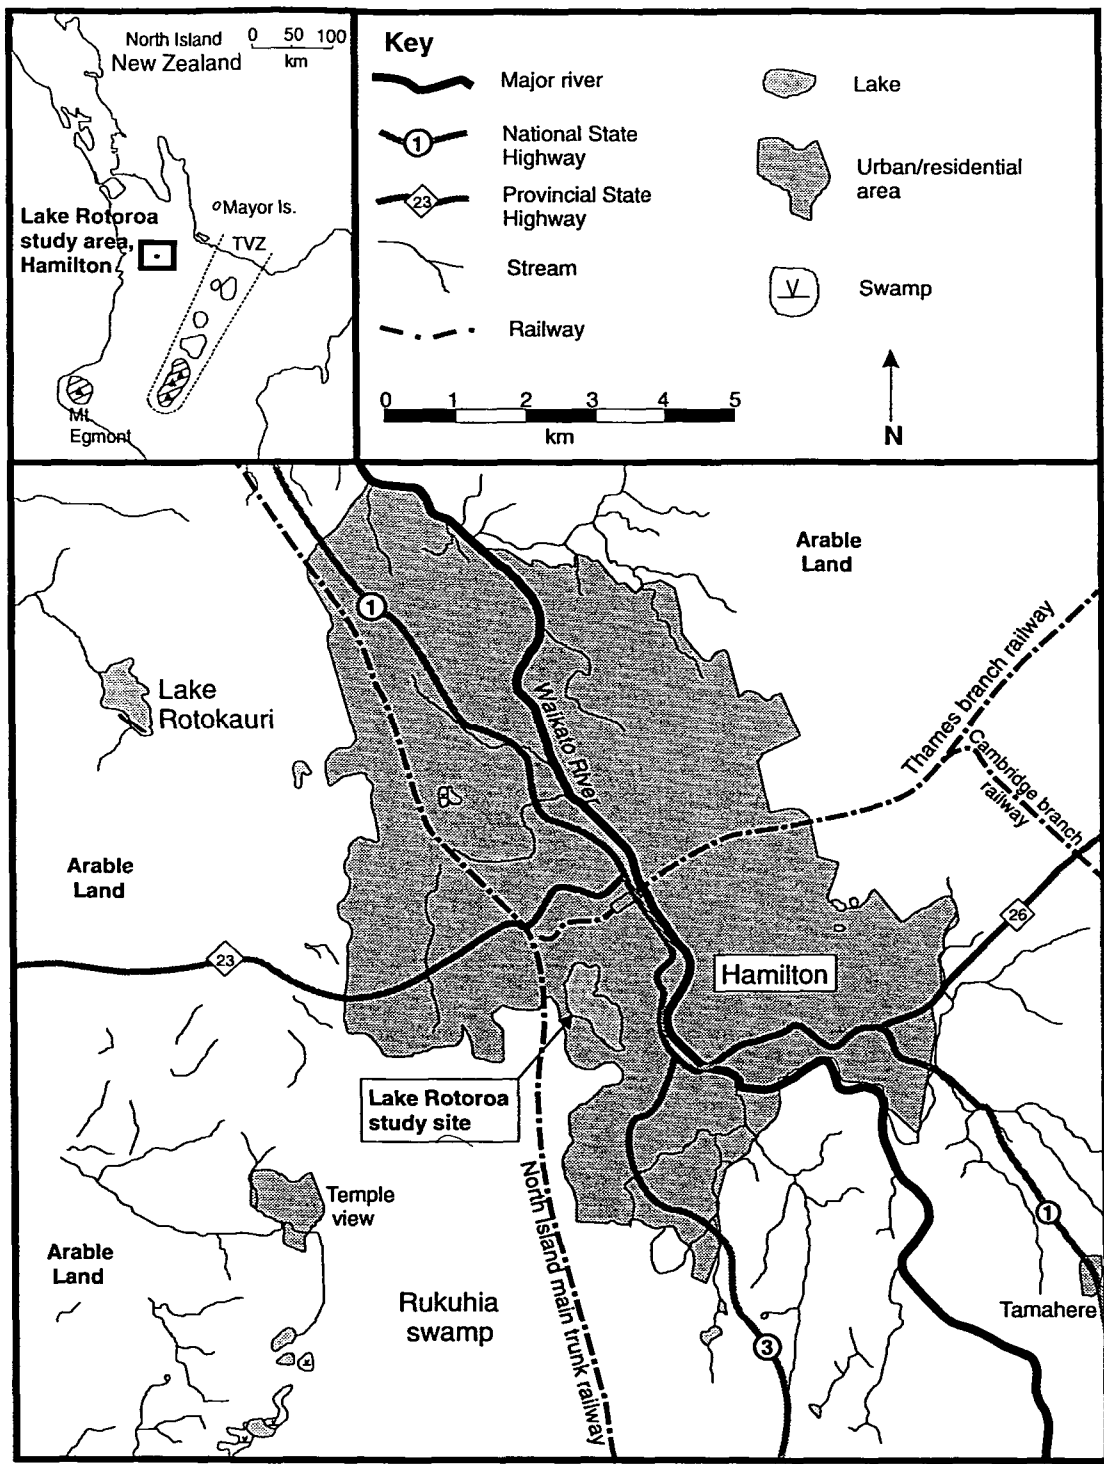 North Island
New Zealand
0 50 100
km
Lake Rotoroa
study area,
Hamilton
Mayor Is.
TVZ
Mt.
Egmont
Key
Major river
1
National State
Highway
23
Provincial State
Highway
Stream
Railway
Lake
Urban/residential
area
V
Swamp
0 1 2 3 4 5
km
N
Arable
Land
1
Lake
Rotokauri
Waikato River
Thames branch railway
Cambridge branch
railway
Arable
Land
26
23
Hamilton
Lake Rotoroa
study site
Temple
view
North Island main trunk railway
1
Arable
Land
Rukuhia
swamp
Tamahere
3